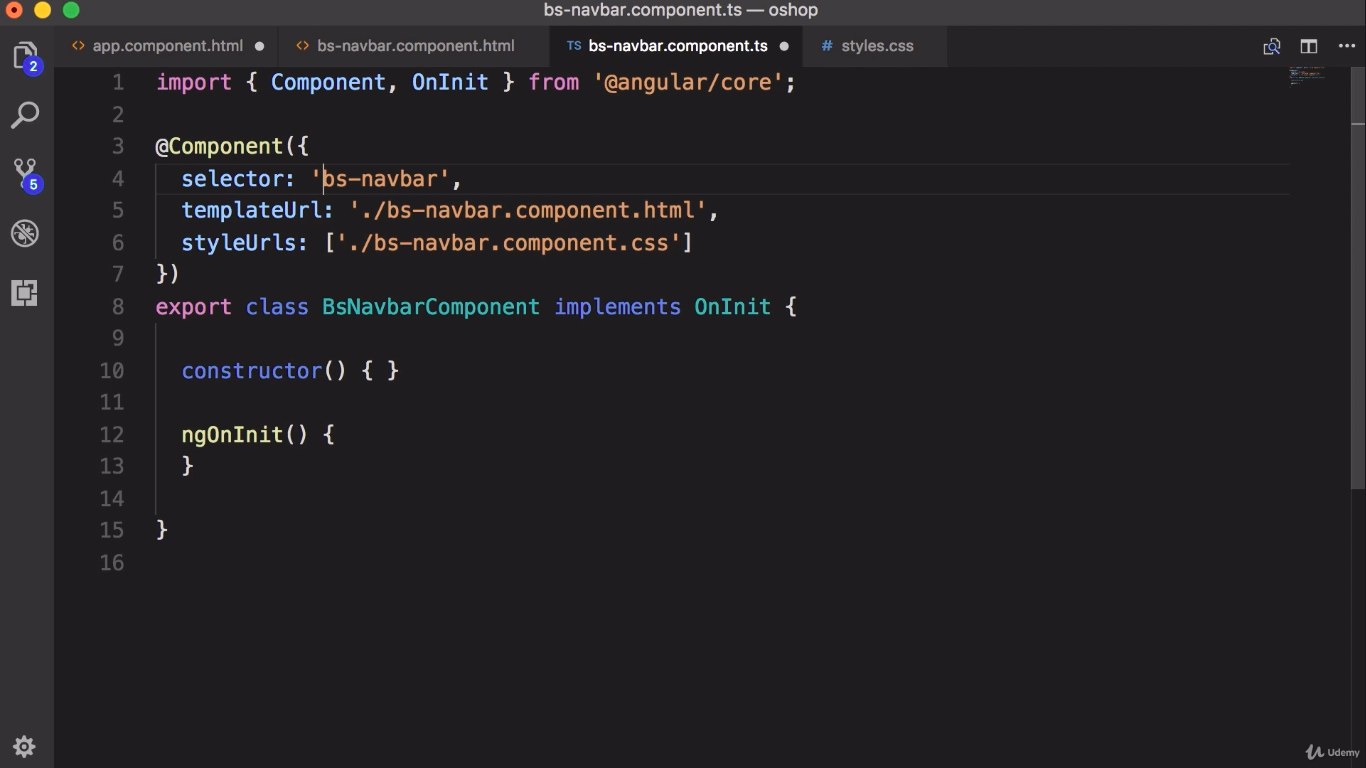 bs-navbar.component.ts — oshop
<> app.component.html ● <> bs-navbar.component.html TS bs-navbar.component.ts ● # styles.css
2
5
1 import { Component, OnInit } from '@angular/core';
2
3 @Component({
4   selector: 'bs-navbar',
5   templateUrl: './bs-navbar.component.html',
6   styleUrls: ['./bs-navbar.component.css']
7 })
8 export class BsNavbarComponent implements OnInit {
9
10   constructor() { }
11
12   ngOnInit() {
13   }
14
15 }
16
Udemy